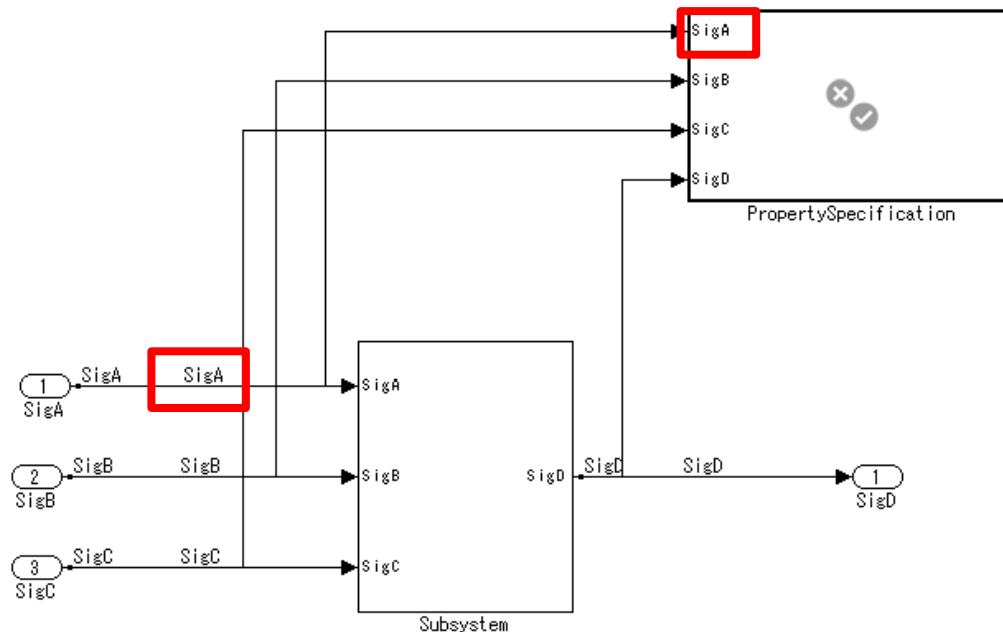 SigA
SigB
SigC
SigD
PropertySpecification
SigA SigA
1
SigA
SigA
SigB SigB
2
SigB
SigB
SigD
SigD SigD
1
SigD
SigC SigC
3
SigC
SigC
Subsystem